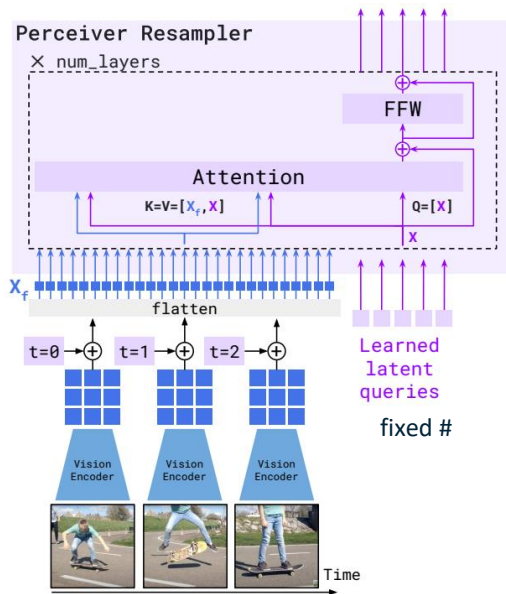 Perceiver Resampler
× num_layers
FFW
Attention
K=V=[Xf,X]
Q=[X]
X
Xf
flatten
t=0
t=1
t=2
Learned
latent
queries
fixed #
Vision
Encoder
Vision
Encoder
Vision
Encoder
Time